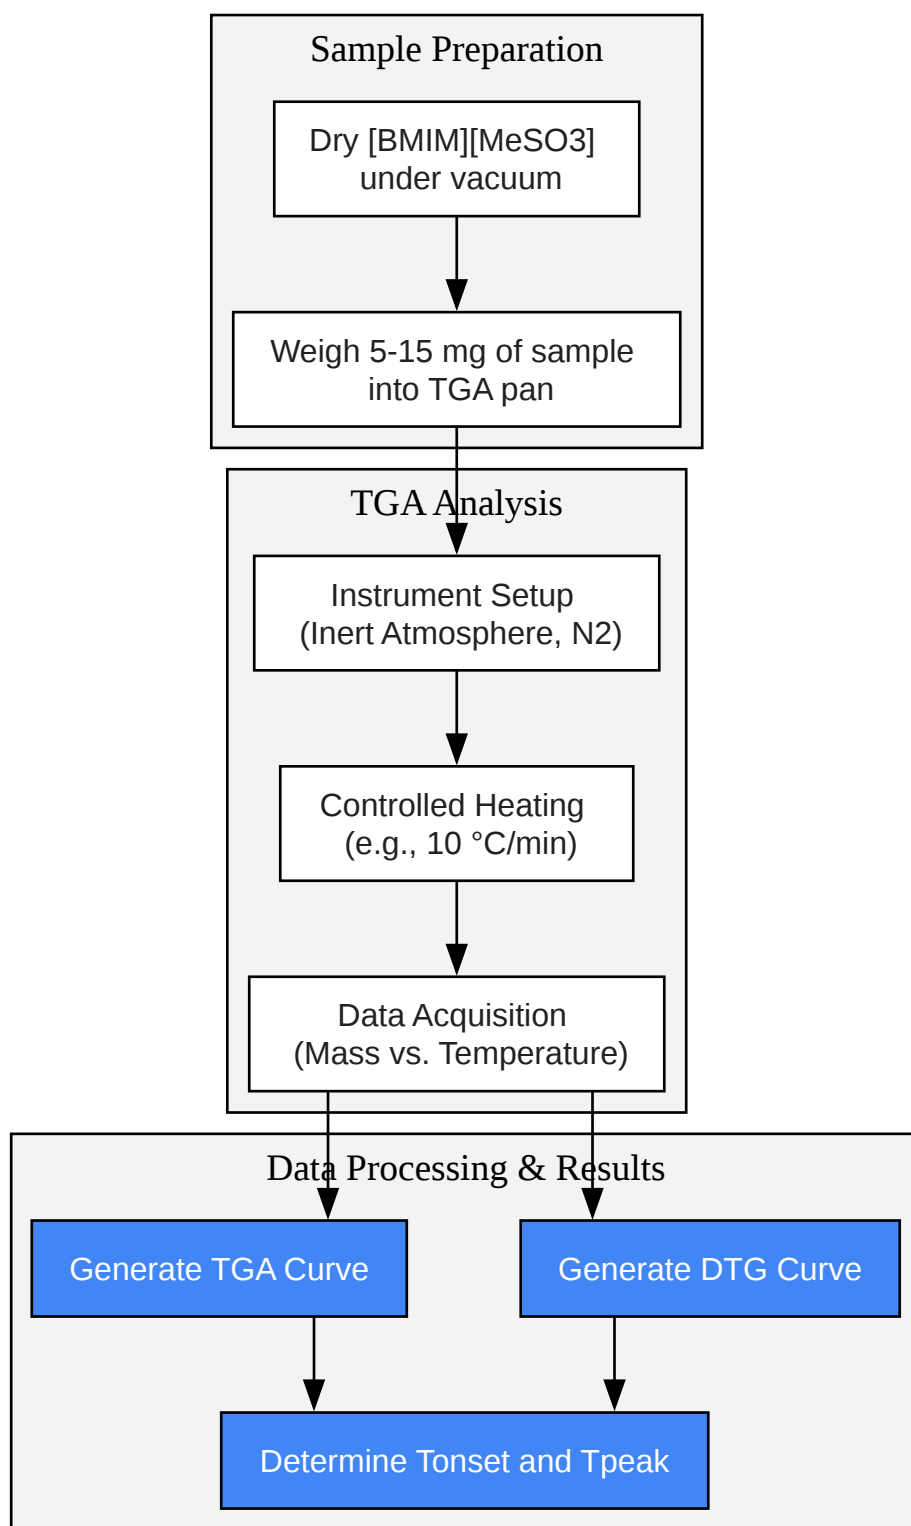 Sample Preparation
Dry [BMIM][MeSO3]
under vacuum
Weigh 5-15 mg of sample
into TGA pan
TGA Analysis
Instrument Setup
(Inert Atmosphere, N2)
Controlled Heating
(e.g., 10 °C/min)
Data Acquisition
(Mass vs. Temperature)
Data Processing & Results
Generate TGA Curve
Generate DTG Curve
Determine Tonset and Tpeak